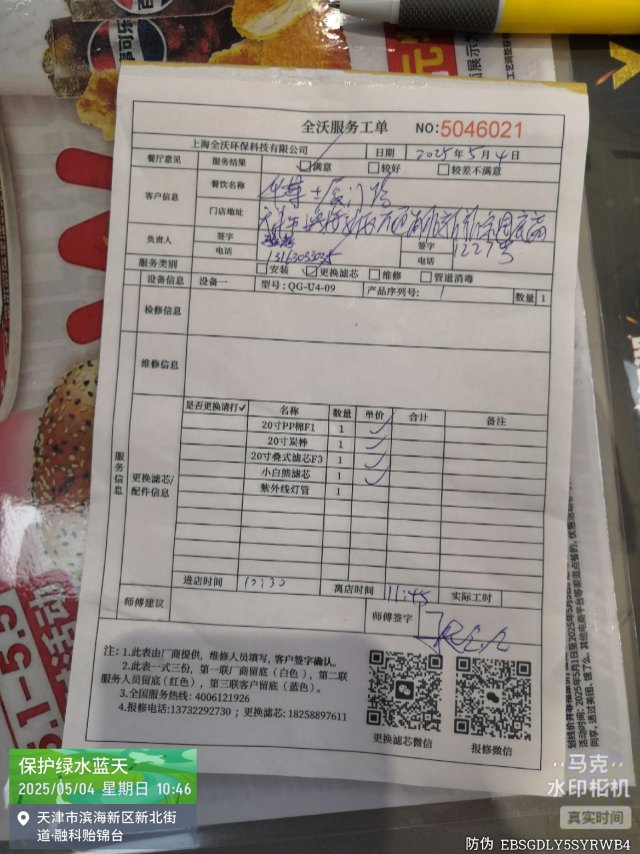 全沃服务工单 NO:5046021
上海全沃环保科技有限公司 日期 2025年5月4日
餐厅意见 服务结果 满意 较好 较差不满意
客户信息 餐饮名称
门店地址
负责人 签字 签字
电话 电话 1227号
服务类别 安装 更换滤芯 维修 管道消毒
设备信息 设备一 型号:QG-U4-09 产品序列号: 数量 1
检修信息
维修信息
服务信息
更换滤芯/配件信息
是否更换请打✓ 名称 数量 单价 合计 备注
20寸PP棉F1 1 ✓
20寸炭棒 1 ✓
20寸叠式滤芯F3 1 ✓
小白熊滤芯 1 ✓
紫外线灯管 1
进店时间 离店时间 11:45 实际工时
师傅建议 师傅签字
注:1.此表由厂商提供,维修人员填写,客户签字确认。
2.此表一式三份,第一联厂商留底(白色),第二联
服务人员留底(红色),第三联客户留底(蓝色)。
3.全国服务热线:4006121926
4.报修电话:13732292730;更换滤芯:18258897611
更换滤芯微信 报修微信
保护绿水蓝天
2025/05/04 星期日 10:46
天津市滨海新区新北街
道·融科贻锦台
马克
水印相机
真实时间
防伪 EBSGDLY5SYRWB4